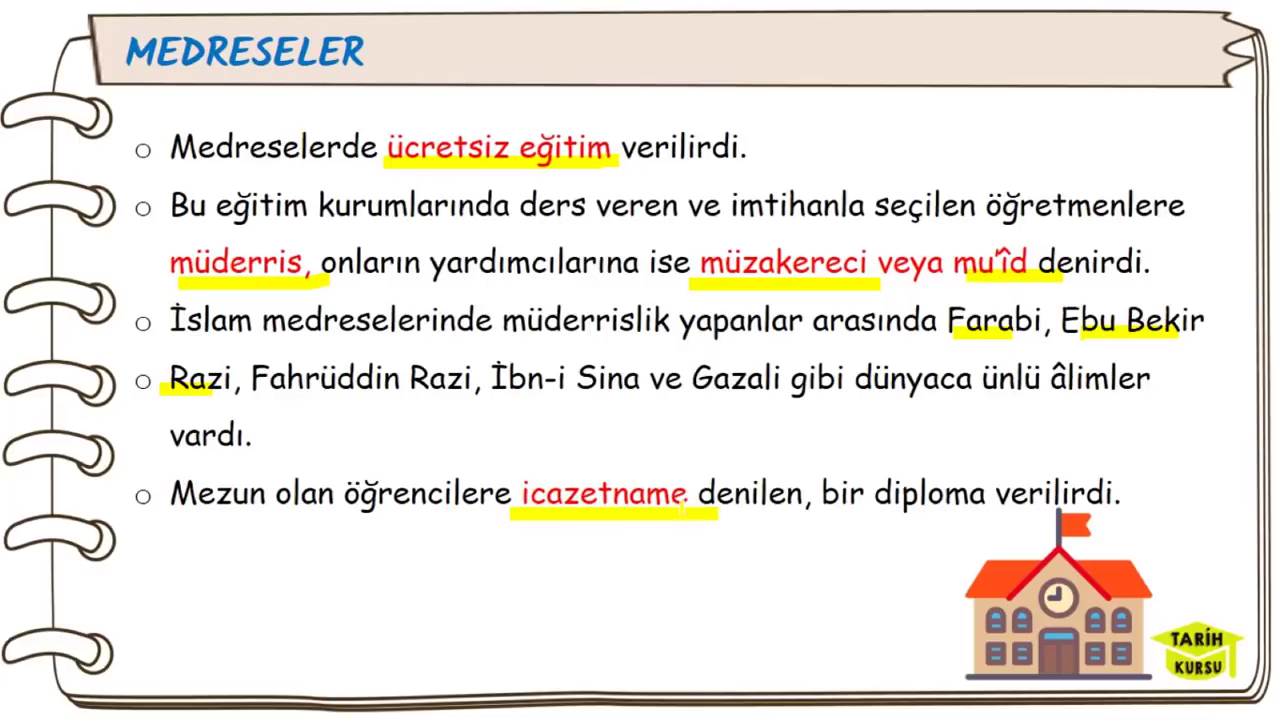 MEDRESELER
o Medreselerde ücretsiz eğitim verilirdi.
o Bu eğitim kurumlarında ders veren ve imtihanla seçilen öğretmenlere
müderris, onların yardımcılarına ise müzakereci veya mu'îd denirdi.
o İslam medreselerinde müderrislik yapanlar arasında Farabi, Ebu Bekir
o Razi, Fahrüddin Razi, İbn-i Sina ve Gazali gibi dünyaca ünlü âlimler
vardı.
o Mezun olan öğrencilere icazetname denilen, bir diploma verilirdi.
TARİH
KURSU